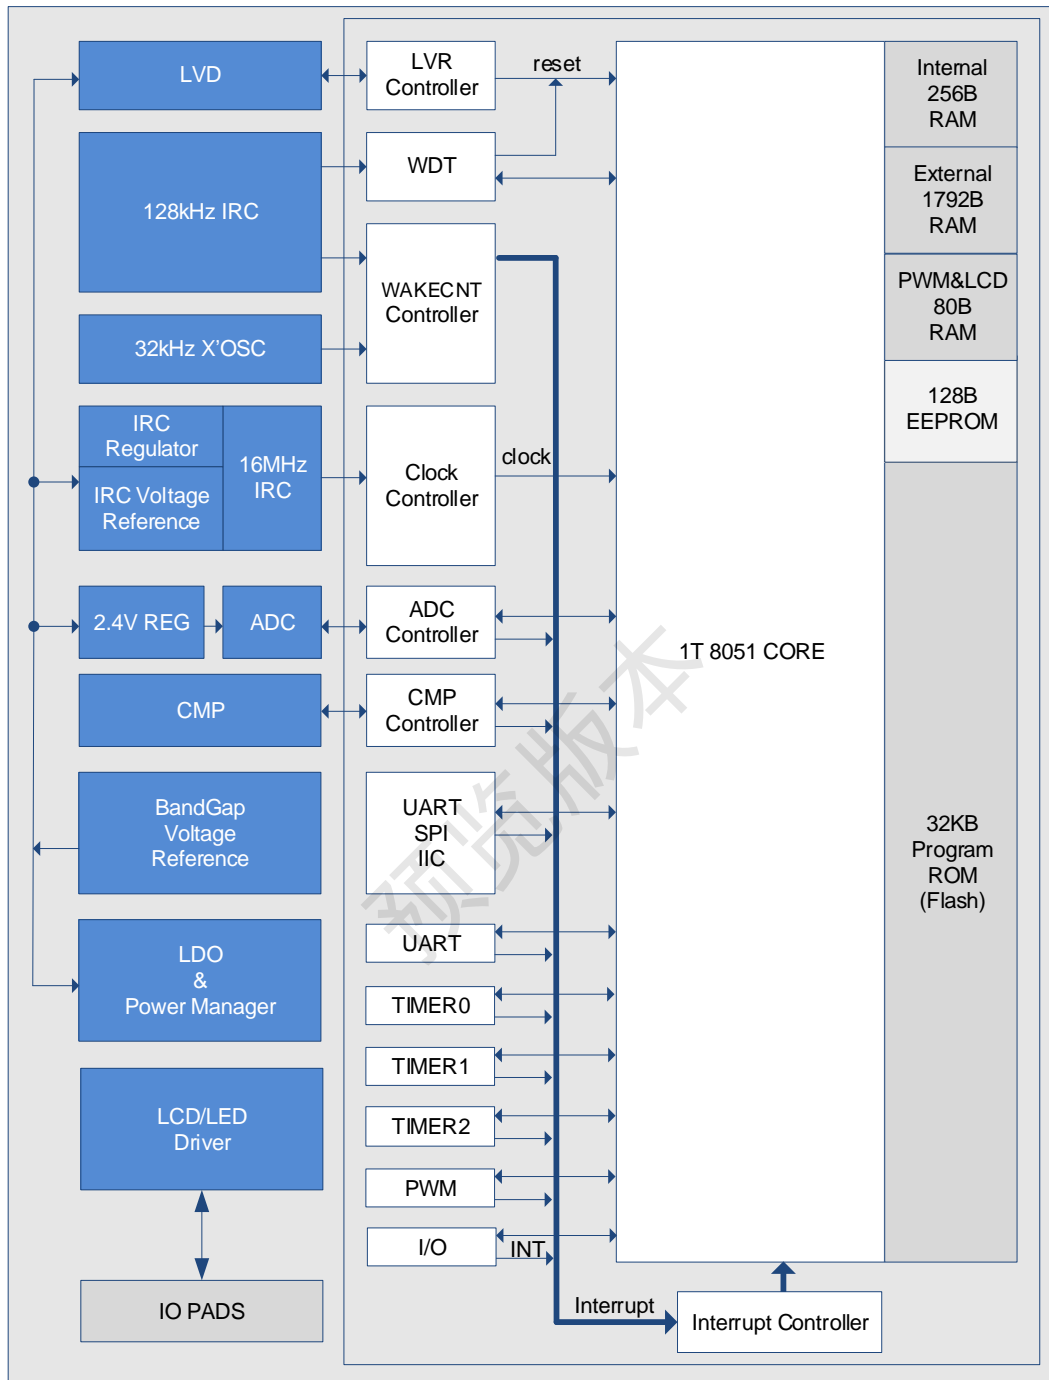 LVD
LVR
Controller
reset
Internal
256B
RAM
128kHz IRC
WDT
External
1792B
RAM
WAKECNT
Controller
PWM&LCD
80B
RAM
32kHz X'OSC
128B
EEPROM
IRC
Regulator
IRC Voltage
Reference
16MHz
IRC
Clock
Controller
clock
2.4V REG
ADC
ADC
Controller
1T 8051 CORE
CMP
CMP
Controller
BandGap
Voltage
Reference
UART
SPI
IIC
32KB
Program
ROM
(Flash)
UART
LDO
&
Power Manager
TIMER0
TIMER1
LCD/LED
Driver
TIMER2
PWM
I/O
INT
IO PADS
Interrupt
Interrupt Controller
预览版本